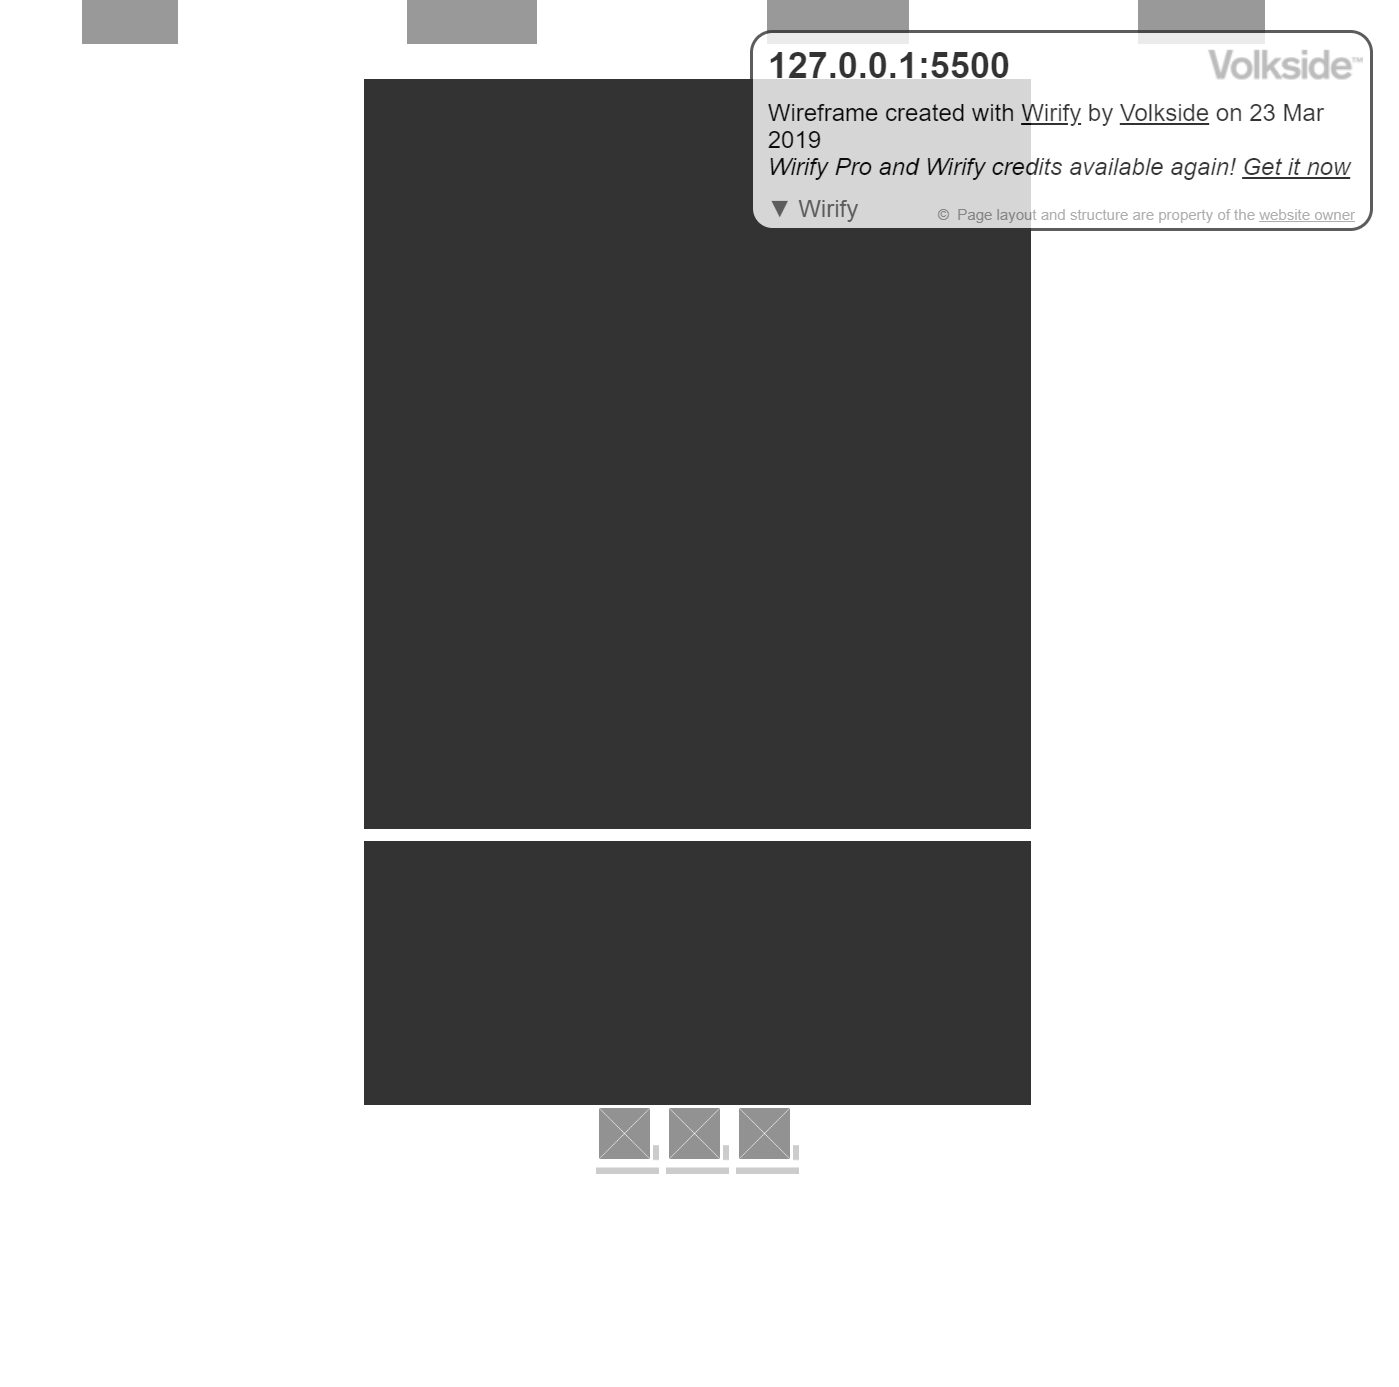 127.0.0.1:5500
Volkside™
Wireframe created with Wirify by Volkside on 23 Mar
2019
Wirify Pro and Wirify credits available again! Get it now
▼ Wirify
© Page layout and structure are property of the website owner